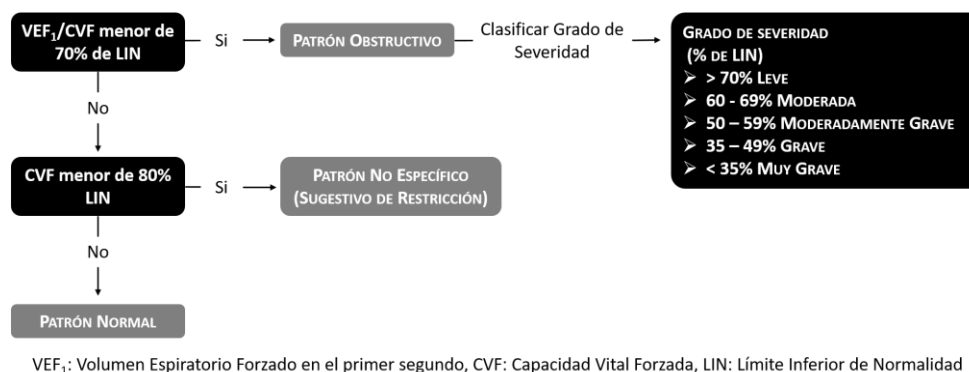 VEF₁/CVF menor de
70% de LIN
Si
PATRÓN OBSTRUCTIVO
Clasificar Grado de
Severidad
GRADO DE SEVERIDAD
(% DE LIN)
➢ > 70% LEVE
➢ 60 - 69% MODERADA
➢ 50 – 59% MODERADAMENTE GRAVE
➢ 35 – 49% GRAVE
➢ < 35% MUY GRAVE
No
CVF menor de 80%
LIN
Si
PATRÓN NO ESPECÍFICO
(SUGESTIVO DE RESTRICCIÓN)
No
PATRÓN NORMAL
VEF₁: Volumen Espiratorio Forzado en el primer segundo, CVF: Capacidad Vital Forzada, LIN: Límite Inferior de Normalidad